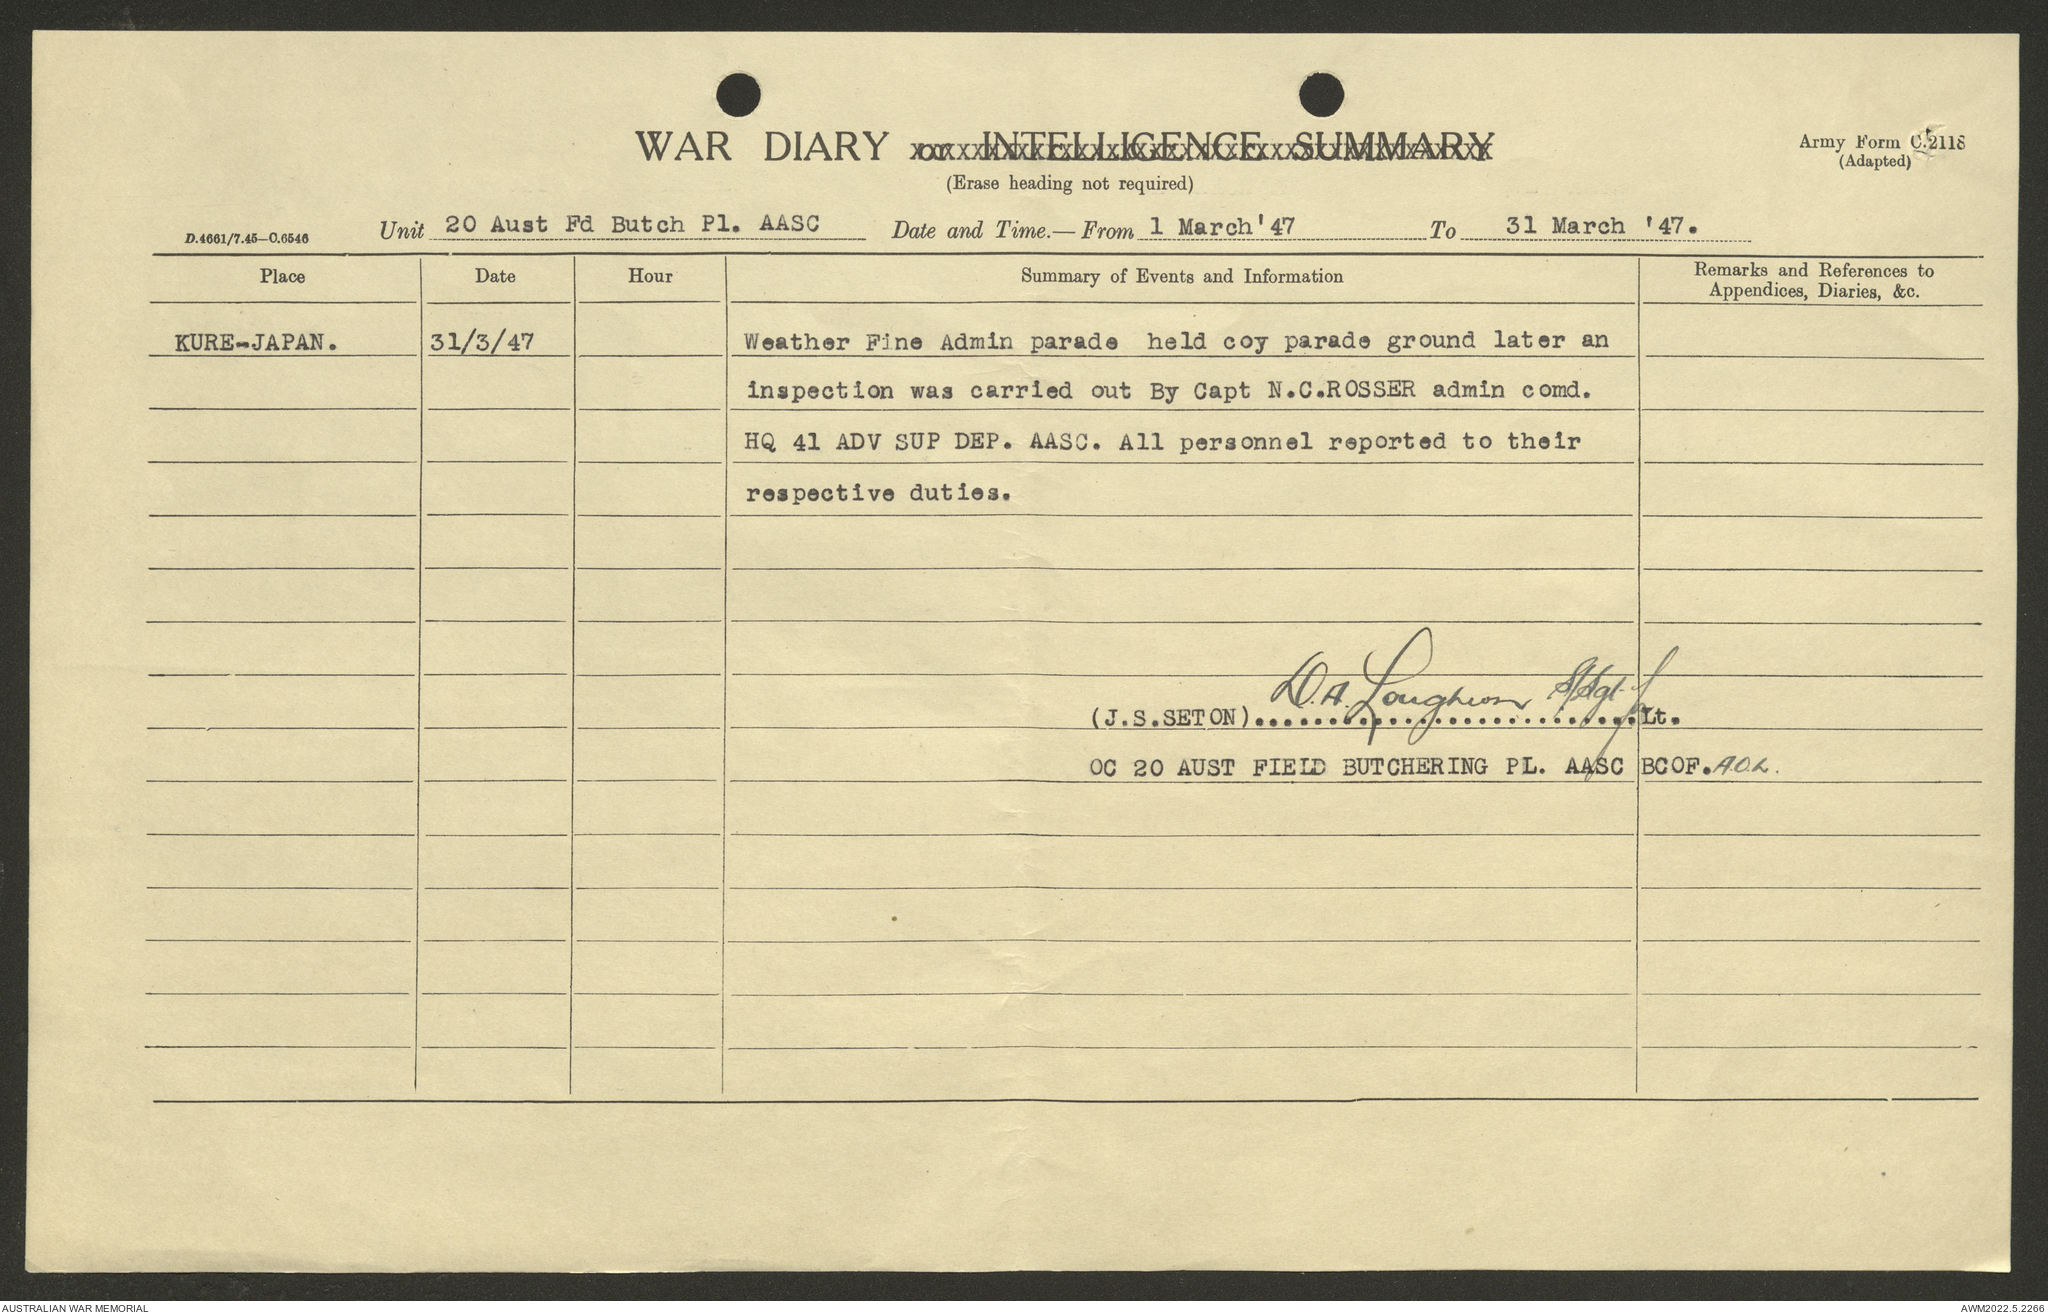 WAR DIARY or INTELLIGENCE SUMMARY
(Erase heading not required)
Army Form C.2118
(Adapted)
D.4661/7.45—C.6546
Unit 20 Aust Fd Butch Pl. AASC Date and Time.—From 1 March'47 To 31 March '47.
Place Date Hour Summary of Events and Information Remarks and References to
Appendices, Diaries, &c.
KURE-JAPAN. 31/3/47 Weather Fine Admin parade held coy parade ground later an
inspection was carried out By Capt N.C.ROSSER admin comd.
HQ 41 ADV SUP DEP. AASC. All personnel reported to their
respective duties.
D.A. Loughron S/Sgt
(J.S.SETON)..........................Lt.
OC 20 AUST FIELD BUTCHERING PL. AASC BCOF.
AUSTRALIAN WAR MEMORIAL
AWM2022.5.2266